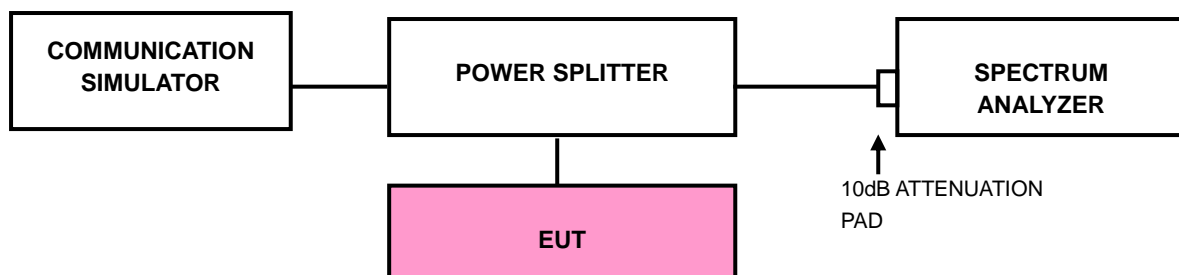 COMMUNICATION
SIMULATOR
POWER SPLITTER
SPECTRUM
ANALYZER
10dB ATTENUATION
PAD
EUT